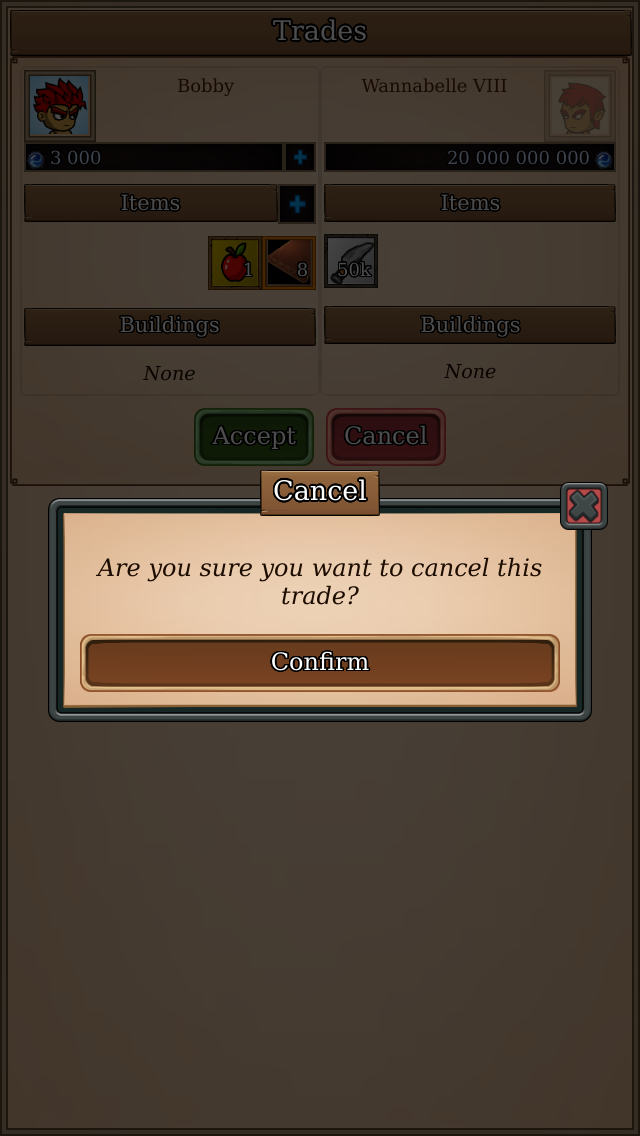 Trades
Bobby
Wannabelle VIII
3 000
20 000 000 000
Items
Items
1
8
50k
Buildings
Buildings
None
None
Accept
Cancel
Cancel
Are you sure you want to cancel this
trade?
Confirm